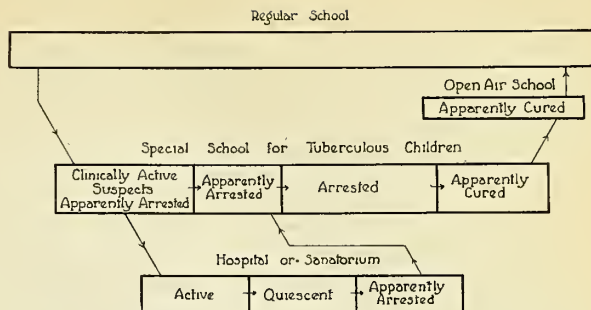 Regular School
Open Air School
Apparently Cured
Special School for Tuberculous Children
Clinically Active
Suspects
Apparently Arrested
Apparently
Arrested
Arrested
Apparently
Cured
Hospital or Sanatorium
Active
Quiescent
Apparently
Arrested